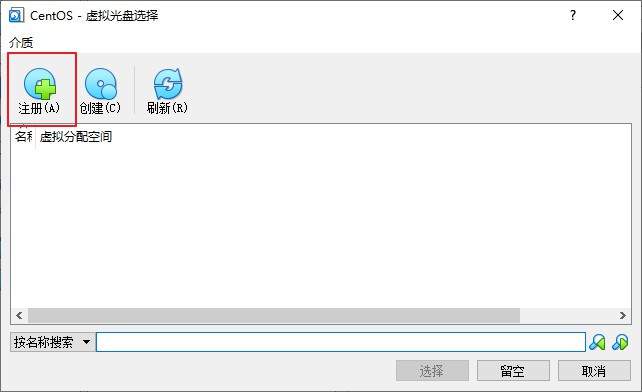 CentOS - 虚拟光盘选择
介质
注册(A) 创建(C) 刷新(R)
名称 虚拟分配空间
按名称搜索
选择 留空 取消